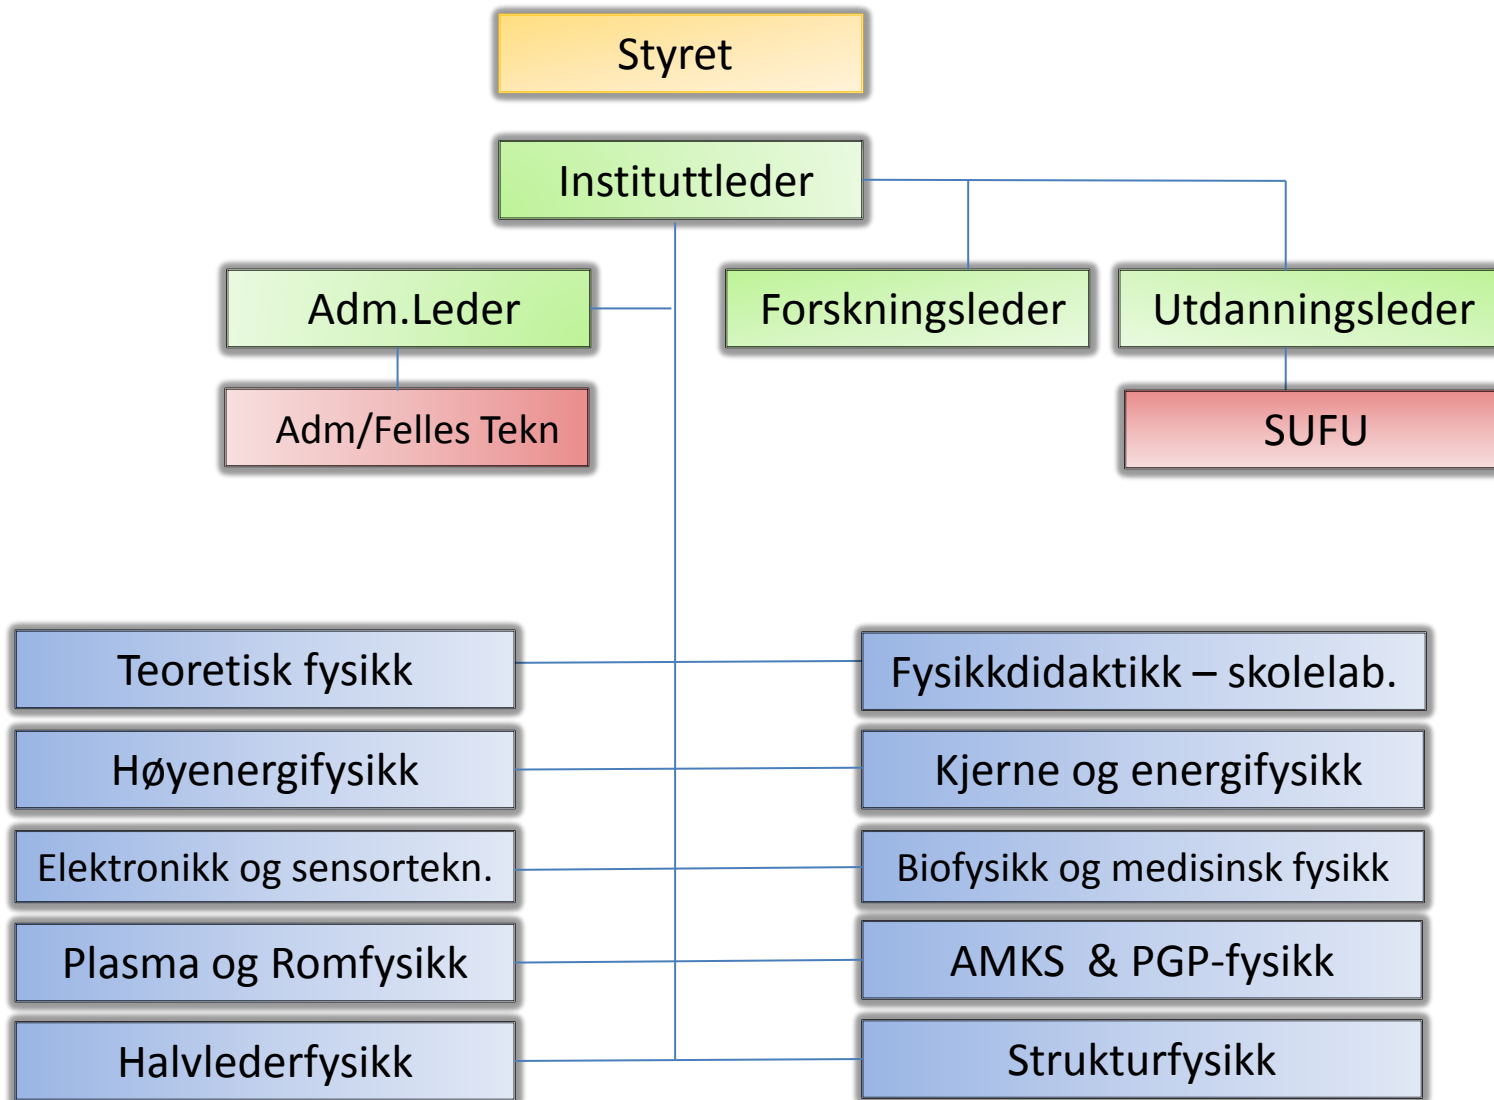 Styret
Instituttleder
Adm.Leder
Forskningsleder
Utdanningsleder
Adm/Felles Tekn
SUFU
Teoretisk fysikk
Fysikkdidaktikk – skolelab.
Høyenergifysikk
Kjerne og energifysikk
Elektronikk og sensortekn.
Biofysikk og medisinsk fysikk
Plasma og Romfysikk
AMKS & PGP-fysikk
Halvlederfysikk
Strukturfysikk